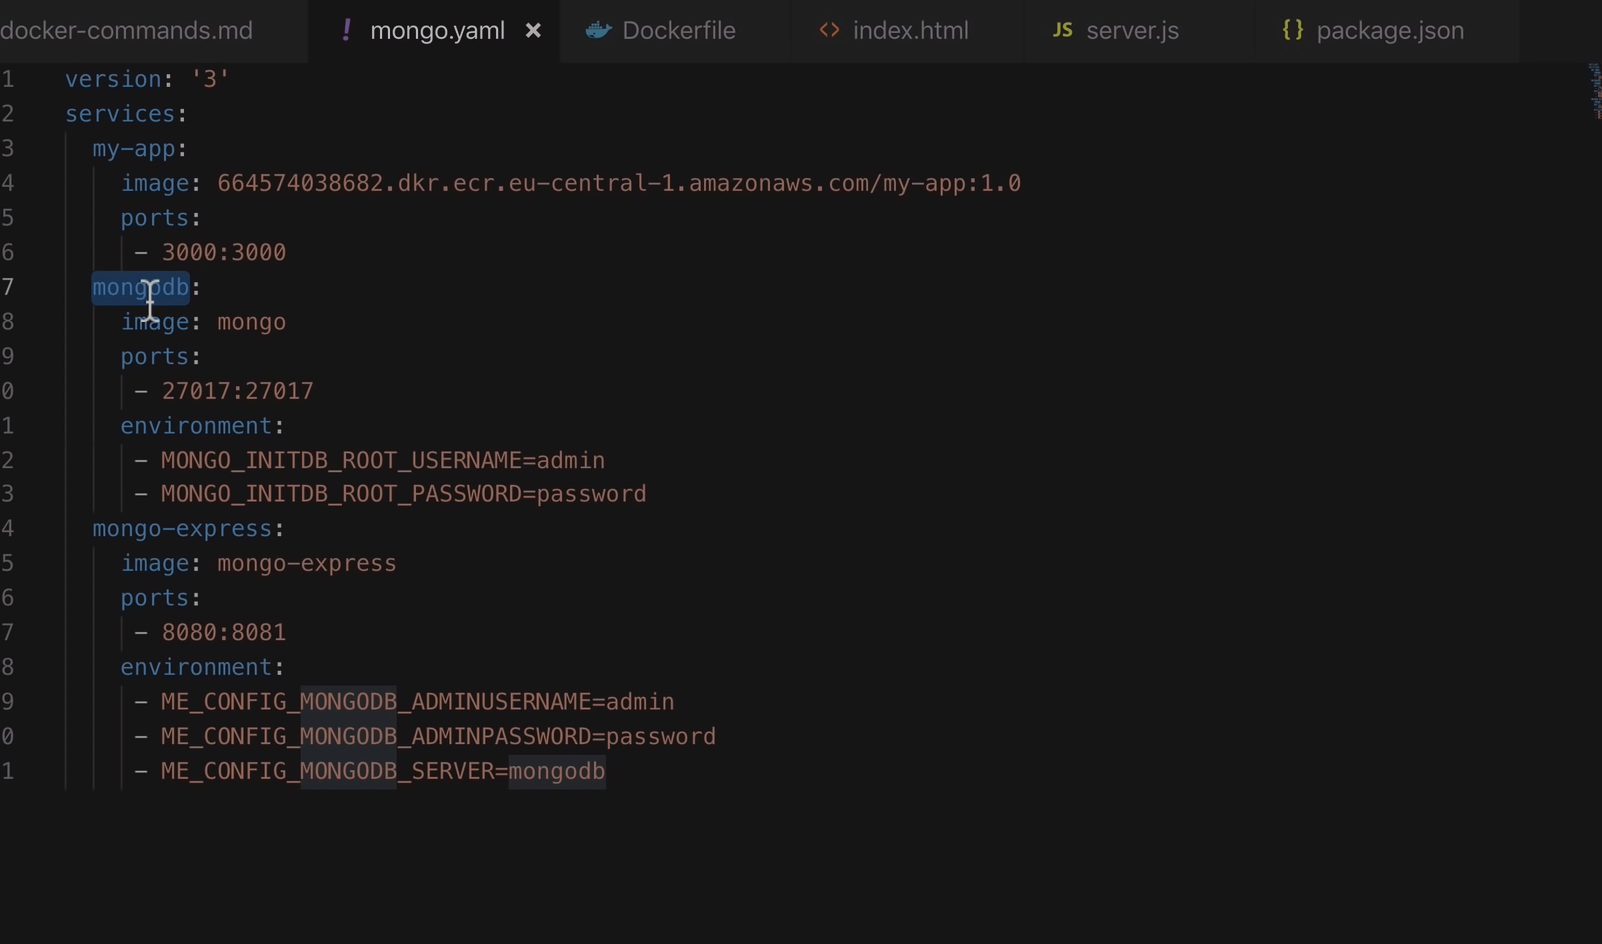 docker-commands.md ! mongo.yaml × Dockerfile <> index.html JS server.js {} package.json
1 version: '3'
2 services:
3 my-app:
4 image: 664574038682.dkr.ecr.eu-central-1.amazonaws.com/my-app:1.0
5 ports:
6 - 3000:3000
7 mongodb:
8 image: mongo
9 ports:
0 - 27017:27017
1 environment:
2 - MONGO_INITDB_ROOT_USERNAME=admin
3 - MONGO_INITDB_ROOT_PASSWORD=password
4 mongo-express:
5 image: mongo-express
6 ports:
7 - 8080:8081
8 environment:
9 - ME_CONFIG_MONGODB_ADMINUSERNAME=admin
0 - ME_CONFIG_MONGODB_ADMINPASSWORD=password
1 - ME_CONFIG_MONGODB_SERVER=mongodb